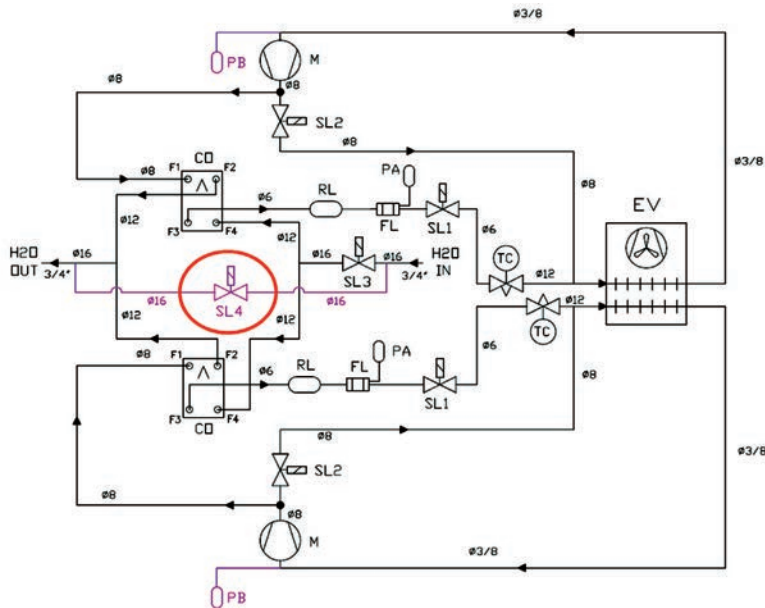 ø3/8
PB
M
ø8
ø8
SL2
ø8
ø3/8
CO
F1
F2
ø8
PA
RL
ø6
FL
SL1
ø8
EV
F3
F4
ø12
ø12
ø6
H2O
OUT
3/4"
ø16
ø16
SL3
ø16
H2O
IN
3/4"
TC
ø12
ø16
SL4
ø16
ø12
TC
ø12
ø12
ø8
F1
F2
ø6
RL
FL
PA
ø6
SL1
ø8
F3
F4
CO
ø8
SL2
ø8
ø8
M
ø3/8
ø3/8
PB